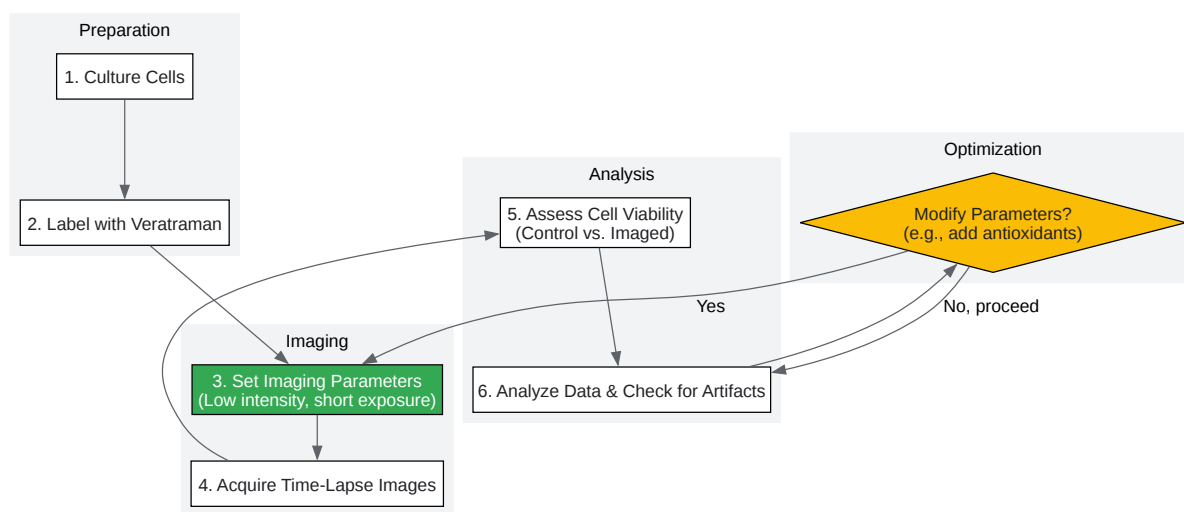 Preparation
1. Culture Cells
2. Label with Veratraman
Imaging
3. Set Imaging Parameters
(Low intensity, short exposure)
4. Acquire Time-Lapse Images
Analysis
5. Assess Cell Viability
(Control vs. Imaged)
6. Analyze Data & Check for Artifacts
Optimization
Modify Parameters?
(e.g., add antioxidants)
Yes
No, proceed